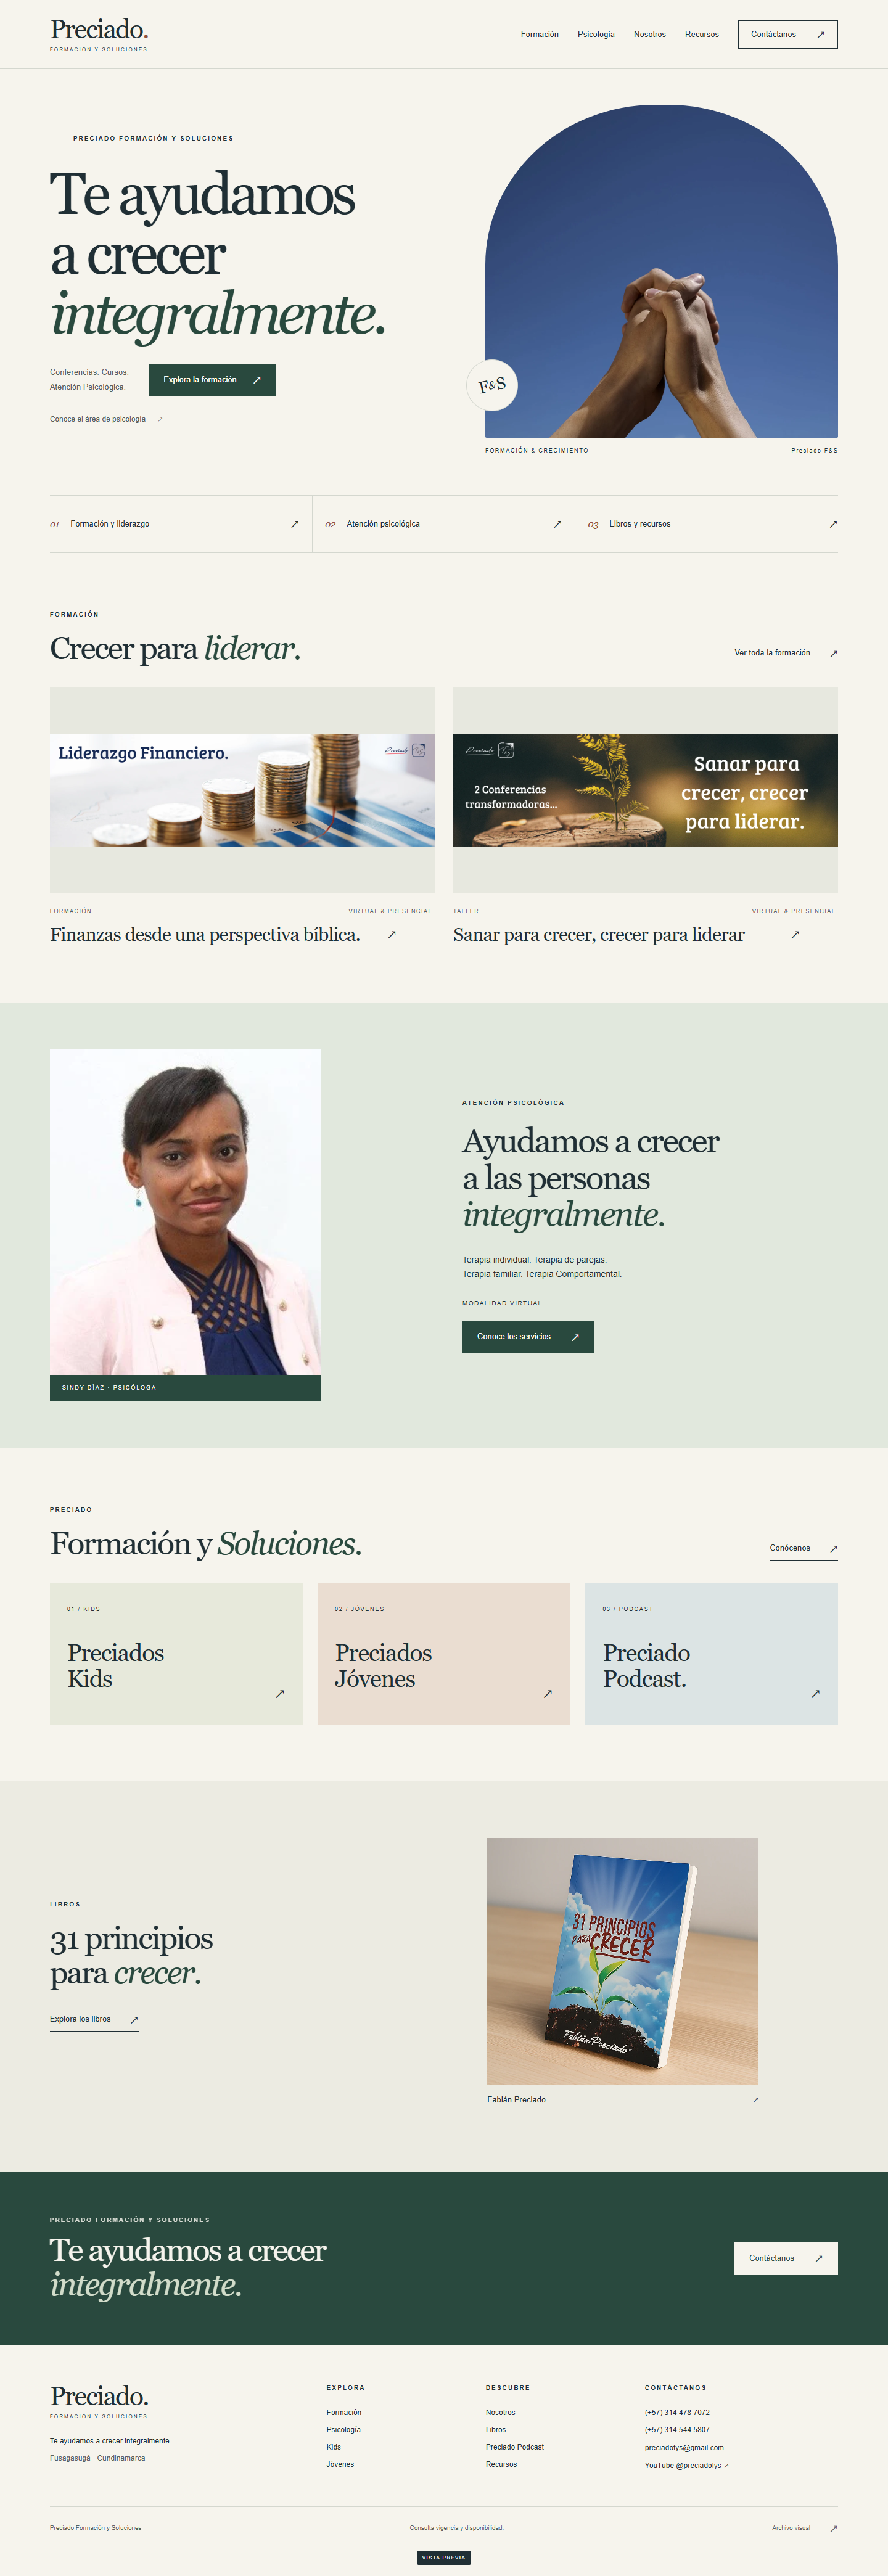 Preciado.
FORMACIÓN Y SOLUCIONES
Formación
Psicología
Nosotros
Recursos
Contáctanos ↗
PRECIADO FORMACIÓN Y SOLUCIONES
Te ayudamos
a crecer
integralmente.
Conferencias. Cursos.
Atención Psicológica.
Explora la formación ↗
Conoce el área de psicología ↗
F&S
FORMACIÓN & CRECIMIENTO
Preciado F&S
01 Formación y liderazgo ↗
02 Atención psicológica ↗
03 Libros y recursos ↗
FORMACIÓN
Crecer para liderar.
Ver toda la formación ↗
Liderazgo Financiero.
Preciado
FORMACIÓN
VIRTUAL & PRESENCIAL.
Finanzas desde una perspectiva bíblica. ↗
Preciado
2 Conferencias
transformadoras...
Sanar para
crecer, crecer
para liderar.
TALLER
VIRTUAL & PRESENCIAL.
Sanar para crecer, crecer para liderar ↗
SINDY DÍAZ · PSICÓLOGA
ATENCIÓN PSICOLÓGICA
Ayudamos a crecer
a las personas
integralmente.
Terapia individual. Terapia de parejas.
Terapia familiar. Terapia Comportamental.
MODALIDAD VIRTUAL
Conoce los servicios ↗
PRECIADO
Formación y Soluciones.
Conócenos ↗
01 / KIDS
Preciados
Kids
↗
02 / JÓVENES
Preciados
Jóvenes
↗
03 / PODCAST
Preciado
Podcast.
↗
LIBROS
31 principios
para crecer.
Explora los libros ↗
31 PRINCIPIOS
PARA CRECER
Fabián Preciado
Fabián Preciado ↗
PRECIADO FORMACIÓN Y SOLUCIONES
Te ayudamos a crecer
integralmente.
Contáctanos ↗
Preciado.
FORMACIÓN Y SOLUCIONES
Te ayudamos a crecer integralmente.
Fusagasugá · Cundinamarca
EXPLORA
Formación
Psicología
Kids
Jóvenes
DESCUBRE
Nosotros
Libros
Preciado Podcast
Recursos
CONTÁCTANOS
(+57) 314 478 7072
(+57) 314 544 5807
preciadofys@gmail.com
YouTube @preciadofys ↗
Preciado Formación y Soluciones
Consulta vigencia y disponibilidad.
Archivo visual ↗
VISTA PREVIA